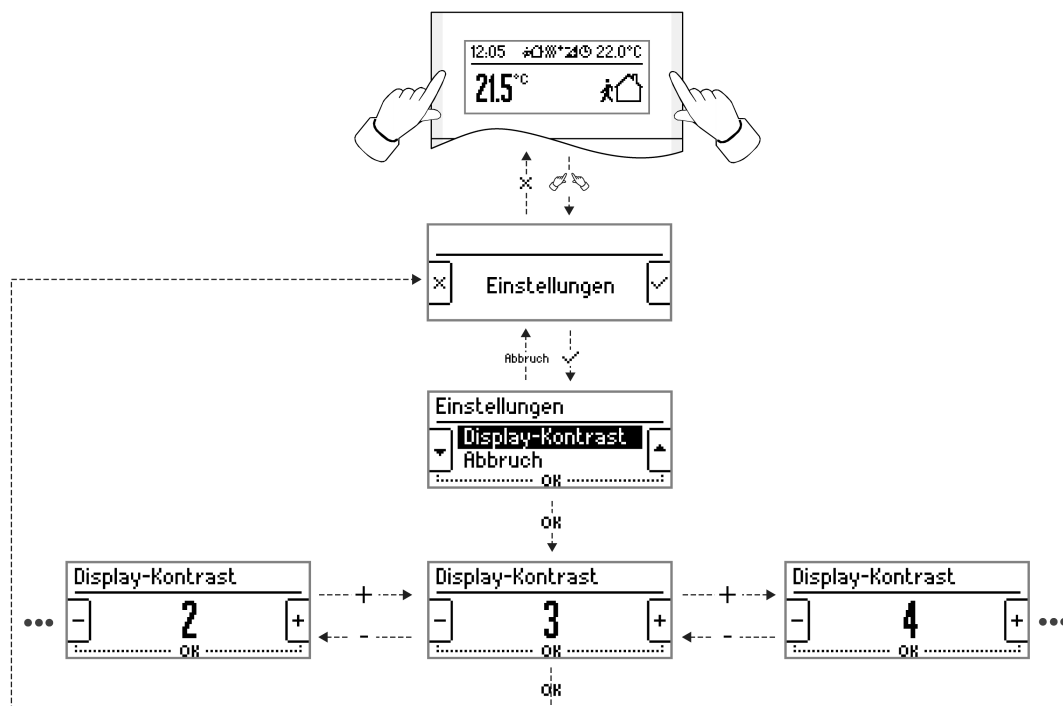 12:05 22.0°C
21.5°C
Einstellungen
Abbruch
Einstellungen
Display-Kontrast
Abbruch
OK
OK
Display-Kontrast
- 2 +
OK
+
-
Display-Kontrast
- 3 +
OK
+
-
Display-Kontrast
- 4 +
OK
OK